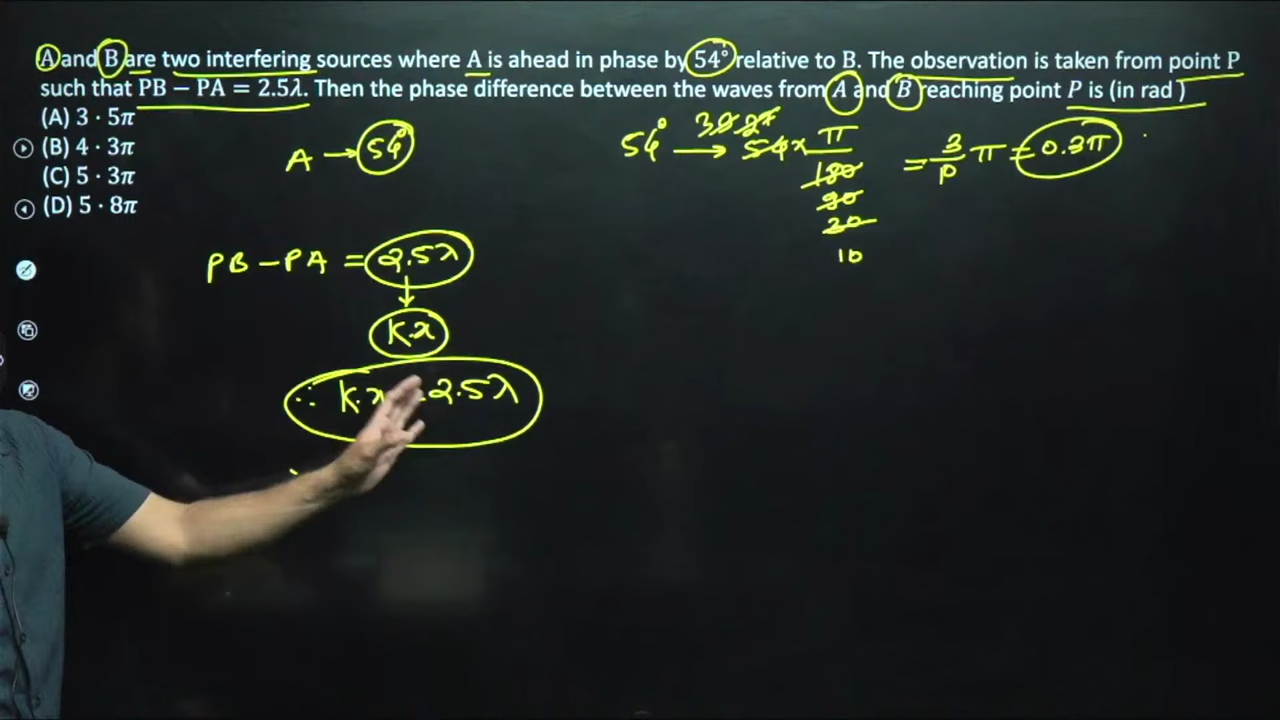 A and B are two interfering sources where A is ahead in phase by 54° relative to B. The observation is taken from point P
such that PB − PA = 2.5λ. Then the phase difference between the waves from A and B reaching point P is (in rad )
(A) 3 · 5π
(B) 4 · 3π
(C) 5 · 3π
(D) 5 · 8π
A → 54°
54° → 54 × π/180 = 3/10 π = 0.3π
90
20
10
PB − PA = 2.5λ
↓
k.x
∴ k.x = 2.5λ